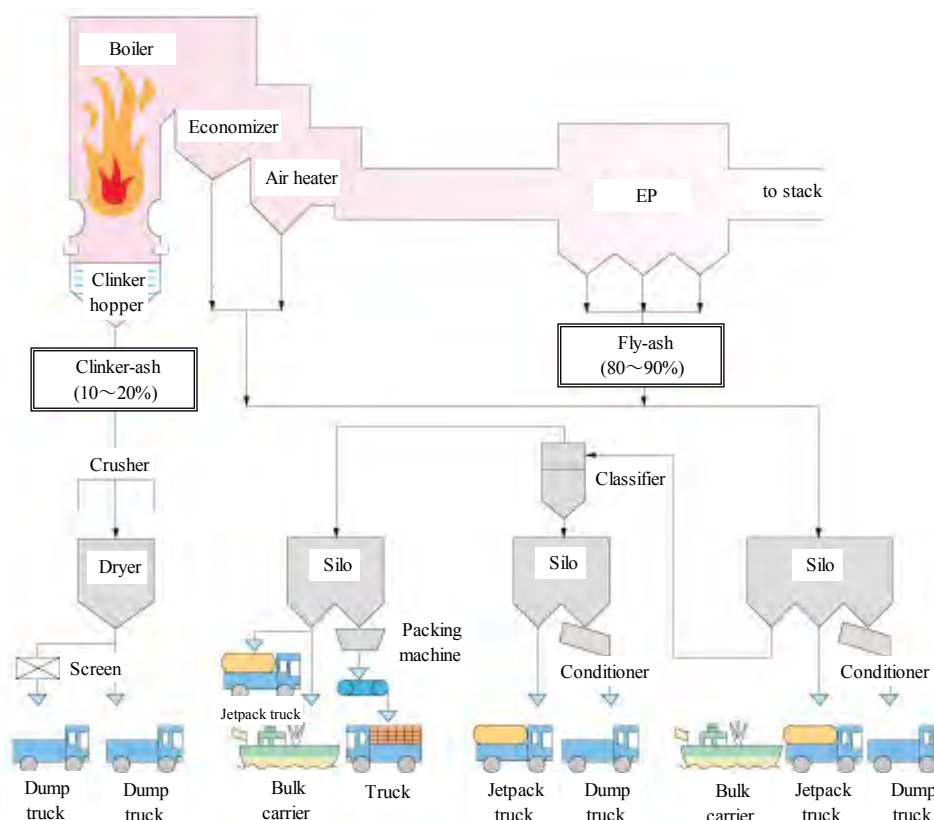 Boiler
Economizer
Air heater
EP
to stack
Clinker
hopper
Clinker-ash
(10～20%)
Fly-ash
(80～90%)
Crusher
Classifier
Dryer
Silo
Silo
Silo
Screen
Packing
machine
Conditioner
Conditioner
Jetpack truck
Dump
truck
Dump
truck
Bulk
carrier
Truck
Jetpack
truck
Dump
truck
Bulk
carrier
Jetpack
truck
Dump
truck